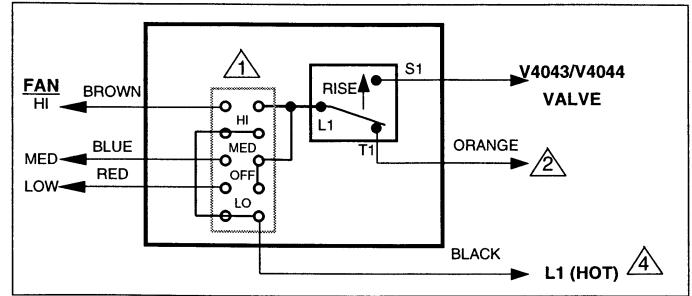 FAN
HI
BROWN
MED
BLUE
LOW
RED
1
HI
MED
OFF
LO
RISE
S1
L1
T1
V4043/V4044
VALVE
ORANGE
2
BLACK
L1 (HOT)
4